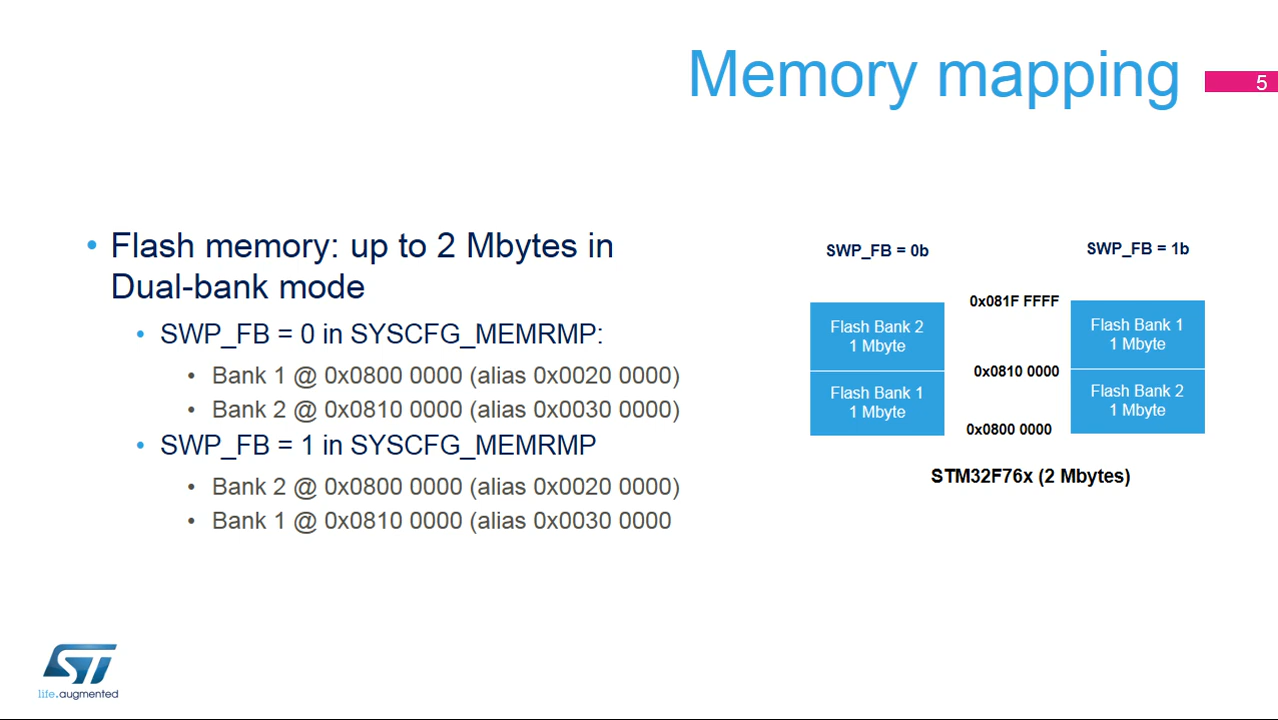 Memory mapping
5
• Flash memory: up to 2 Mbytes in
Dual-bank mode
• SWP_FB = 0 in SYSCFG_MEMRMP:
• Bank 1 @ 0x0800 0000 (alias 0x0020 0000)
• Bank 2 @ 0x0810 0000 (alias 0x0030 0000)
• SWP_FB = 1 in SYSCFG_MEMRMP
• Bank 2 @ 0x0800 0000 (alias 0x0020 0000)
• Bank 1 @ 0x0810 0000 (alias 0x0030 0000
SWP_FB = 0b
SWP_FB = 1b
0x081F FFFF
Flash Bank 2
1 Mbyte
Flash Bank 1
1 Mbyte
0x0810 0000
Flash Bank 1
1 Mbyte
Flash Bank 2
1 Mbyte
0x0800 0000
STM32F76x (2 Mbytes)
ST
life.augmented